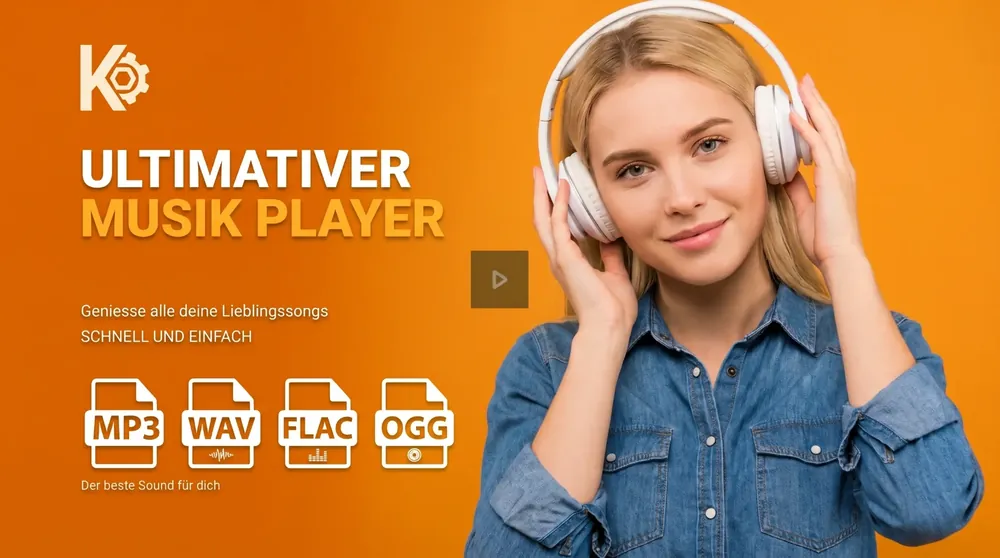 K
ULTIMATIVER
MUSIK PLAYER
Geniesse alle deine Lieblingssongs
SCHNELL UND EINFACH
MP3 WAV FLAC OGG
Der beste Sound für dich